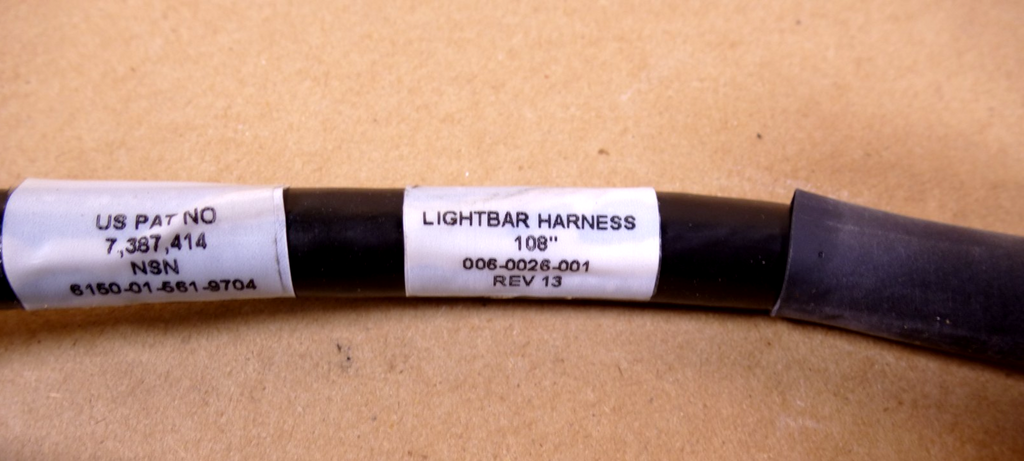 US PAT NO
7,387,414
NSN
6150-01-561-9704
LIGHTBAR HARNESS
108"
006-0026-001
REV 13